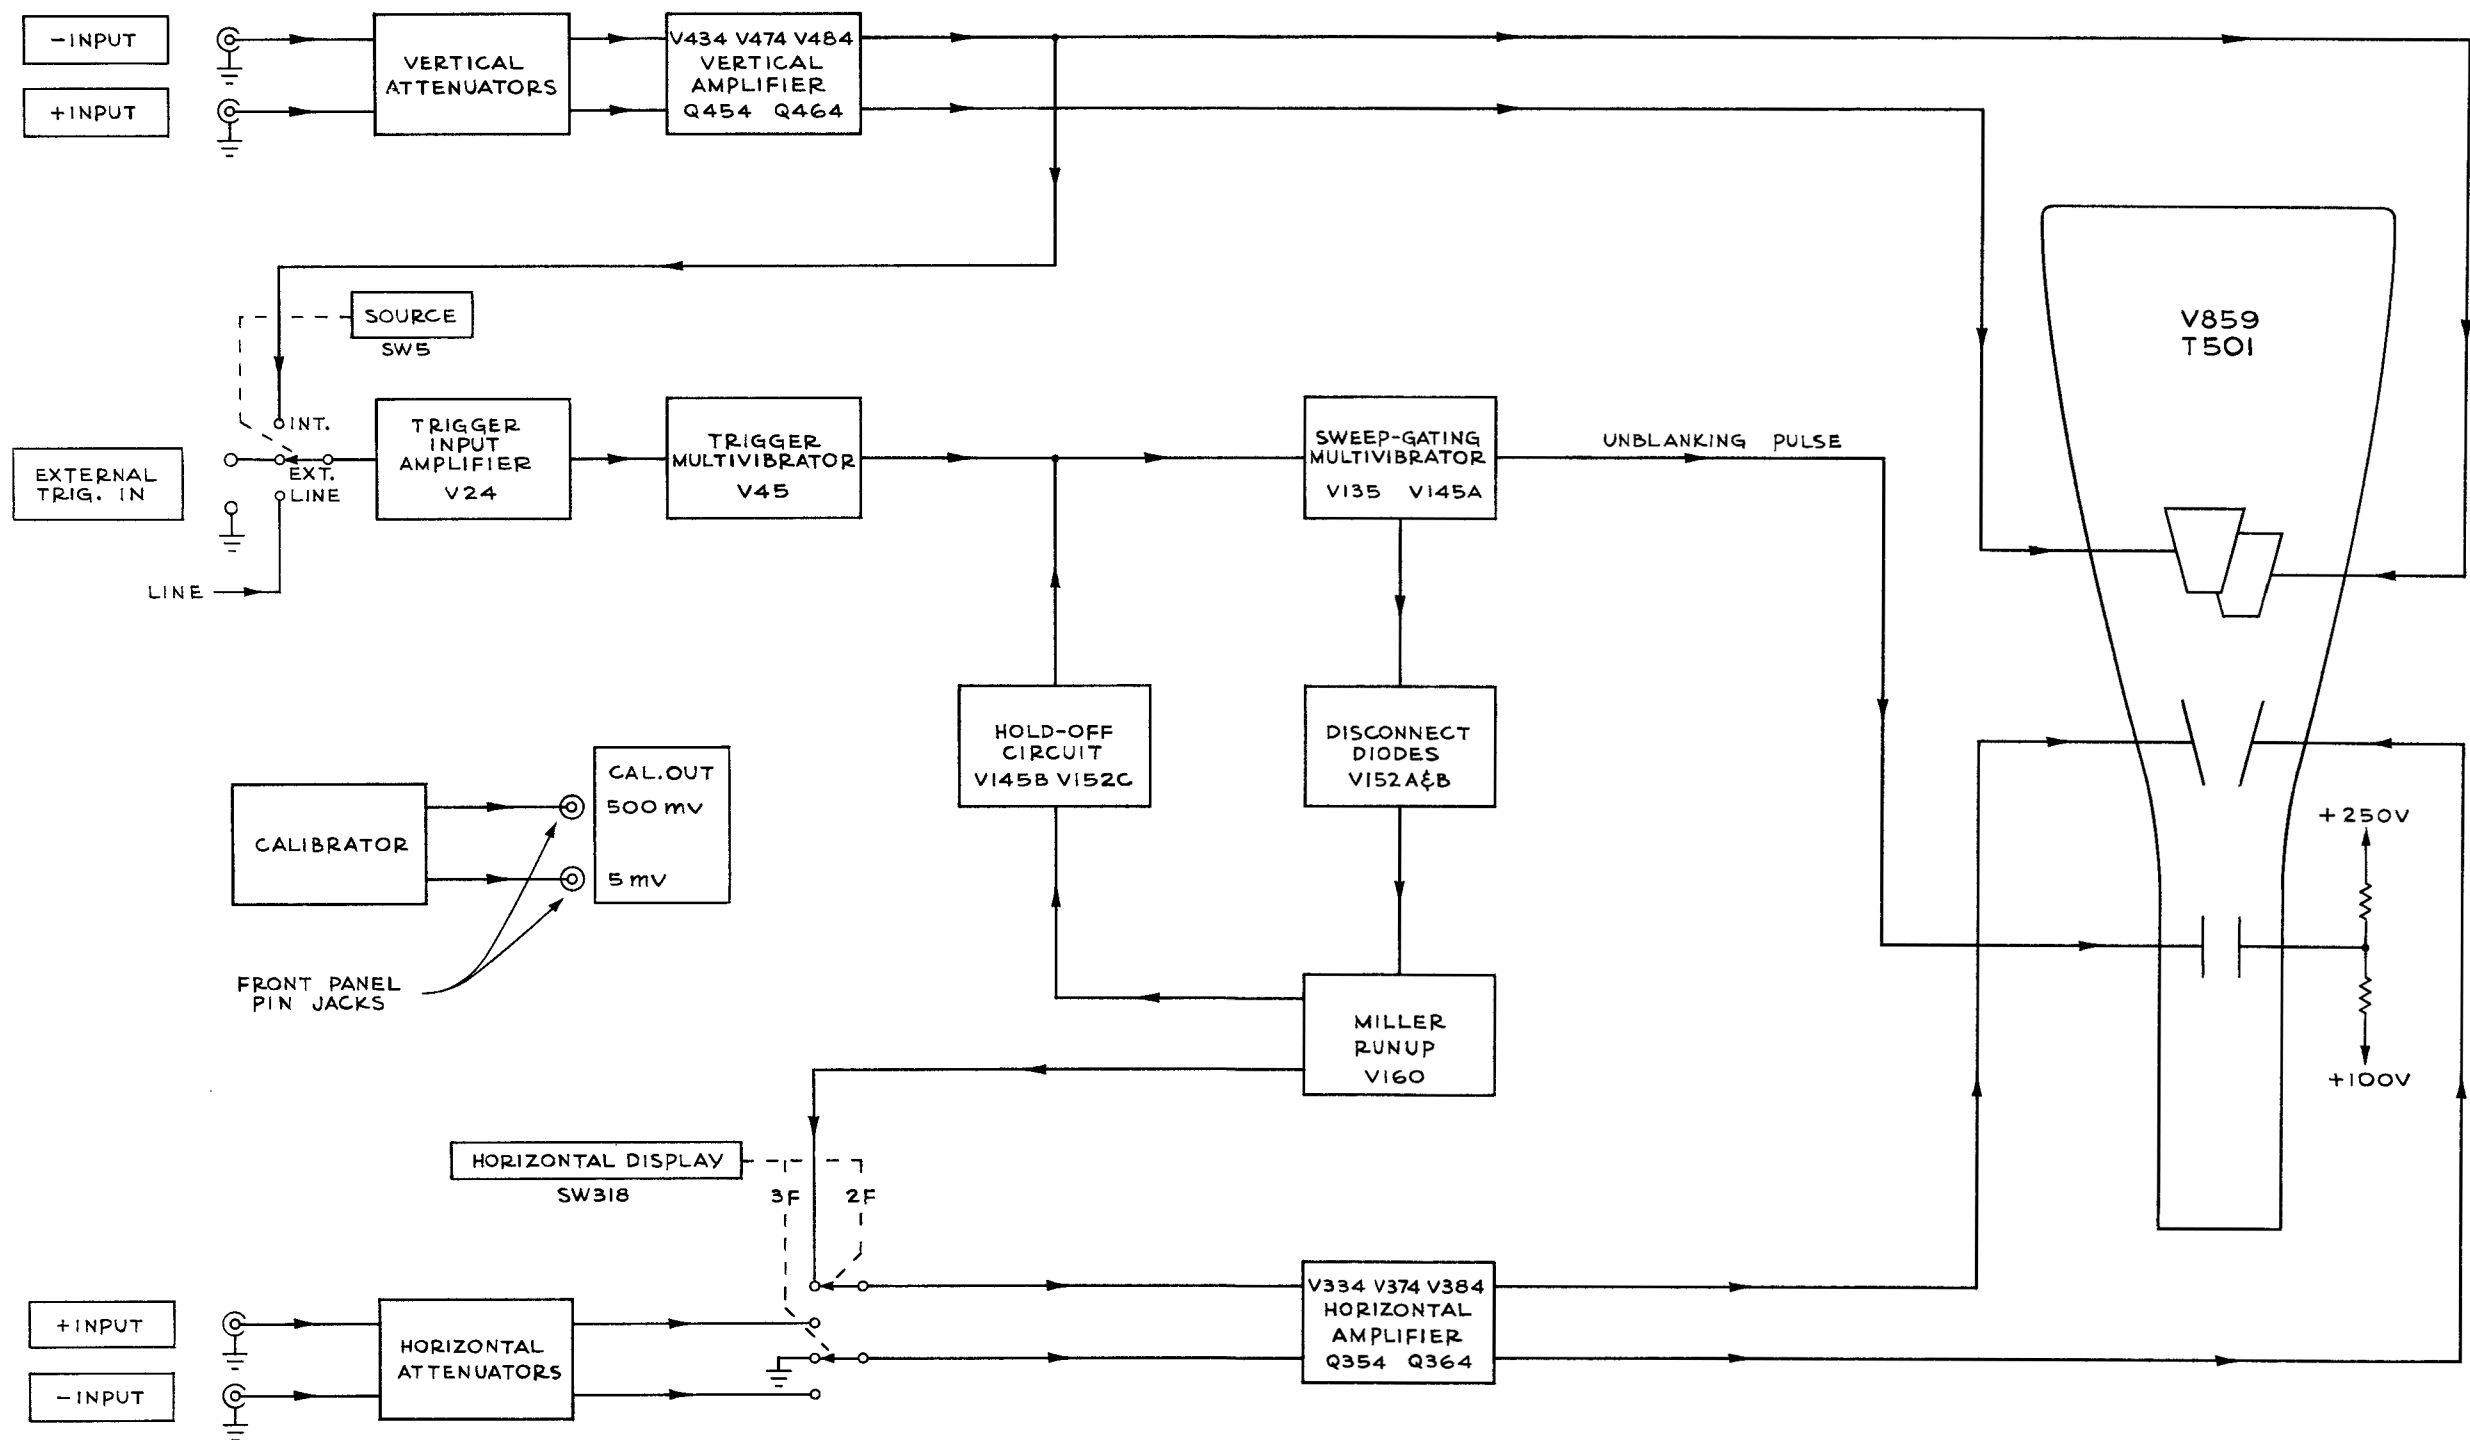 -INPUT
+INPUT
VERTICAL
ATTENUATORS
V434 V474 V484
VERTICAL
AMPLIFIER
Q454 Q464
V859
T501
SOURCE
SW5
INT.
EXT.
LINE
EXTERNAL
TRIG. IN
LINE
TRIGGER
INPUT
AMPLIFIER
V24
TRIGGER
MULTIVIBRATOR
V45
SWEEP-GATING
MULTIVIBRATOR
V135 V145A
UNBLANKING PULSE
HOLD-OFF
CIRCUIT
V145B V152C
DISCONNECT
DIODES
V152A&B
CALIBRATOR
CAL.OUT
500 mv
5 mv
FRONT PANEL
PIN JACKS
+250V
+100V
MILLER
RUNUP
V160
HORIZONTAL DISPLAY
SW318
3F
2F
+INPUT
-INPUT
HORIZONTAL
ATTENUATORS
V334 V374 V384
HORIZONTAL
AMPLIFIER
Q354 Q364